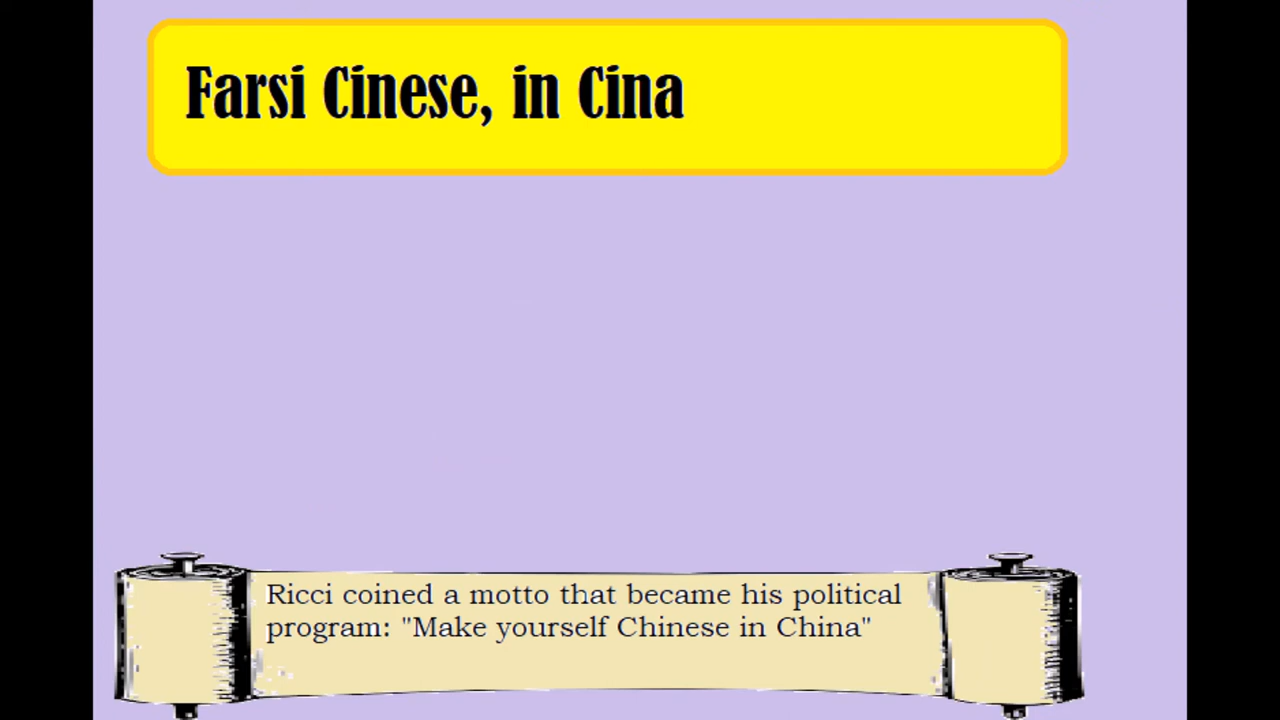 Farsi Cinese, in Cina
Ricci coined a motto that became his political
program: "Make yourself Chinese in China"